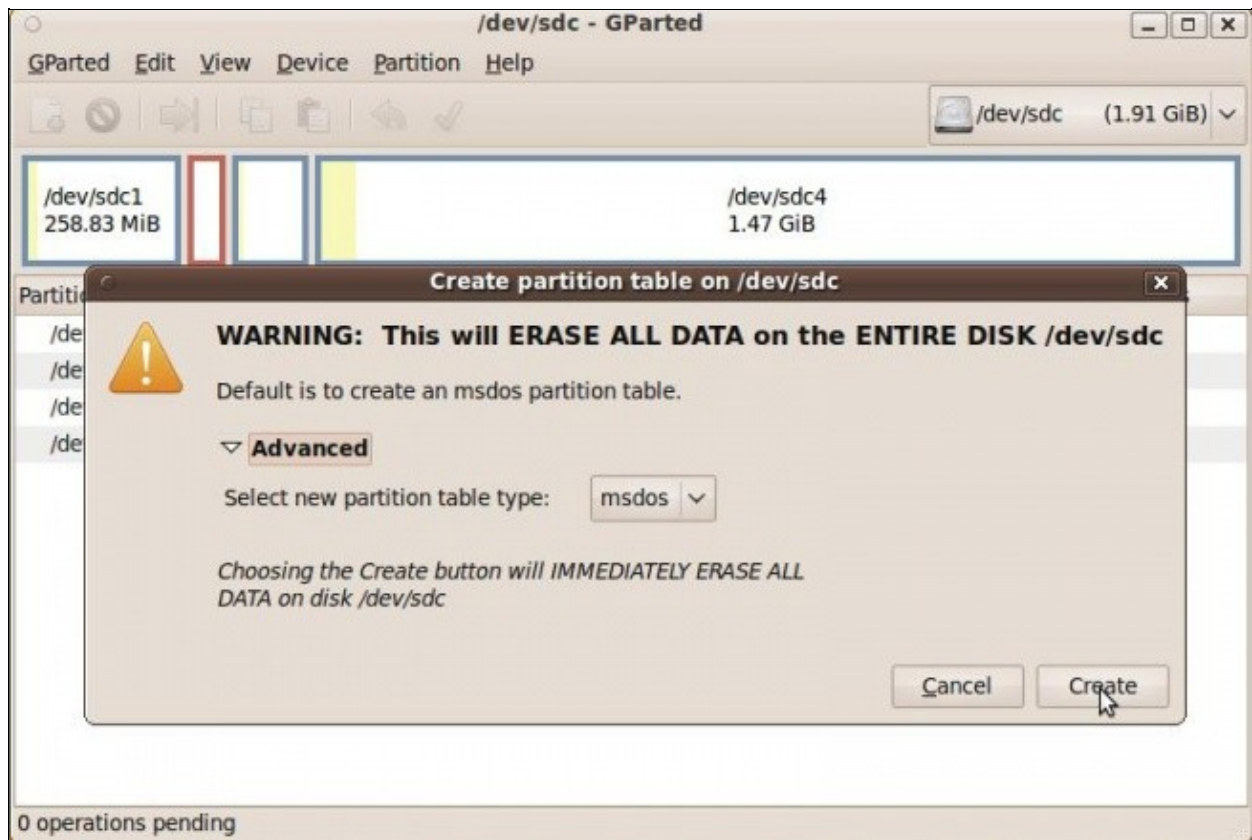 /dev/sdc - GParted
GParted Edit View Device Partition Help
/dev/sdc (1.91 GiB)
/dev/sdc1
258.83 MiB
/dev/sdc4
1.47 GiB
Create partition table on /dev/sdc
WARNING: This will ERASE ALL DATA on the ENTIRE DISK /dev/sdc
Default is to create an msdos partition table.
Advanced
Select new partition table type: msdos
Choosing the Create button will IMMEDIATELY ERASE ALL
DATA on disk /dev/sdc
Cancel Create
0 operations pending